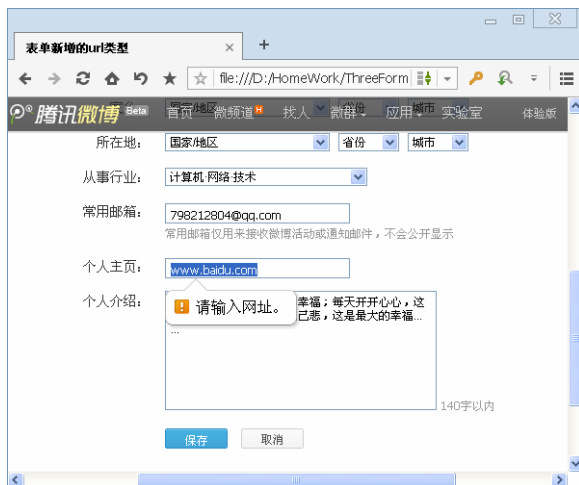 表单新增的url类型
file:///D:/HomeWork/ThreeForm
腾讯微博 Beta 首页 微频道 H 找人 微群 应用 实验室 体验版
所在地： 国家/地区 省份 城市
从事行业： 计算机·网络·技术
常用邮箱： 798212804@qq.com
常用邮箱仅用来接收微博活动或通知邮件，不会公开显示
个人主页： www.baidu.com
请输入网址。
个人介绍： 幸福；每天开开心心，这
己悲，这是最大的幸福...
...
140字以内
保存 取消